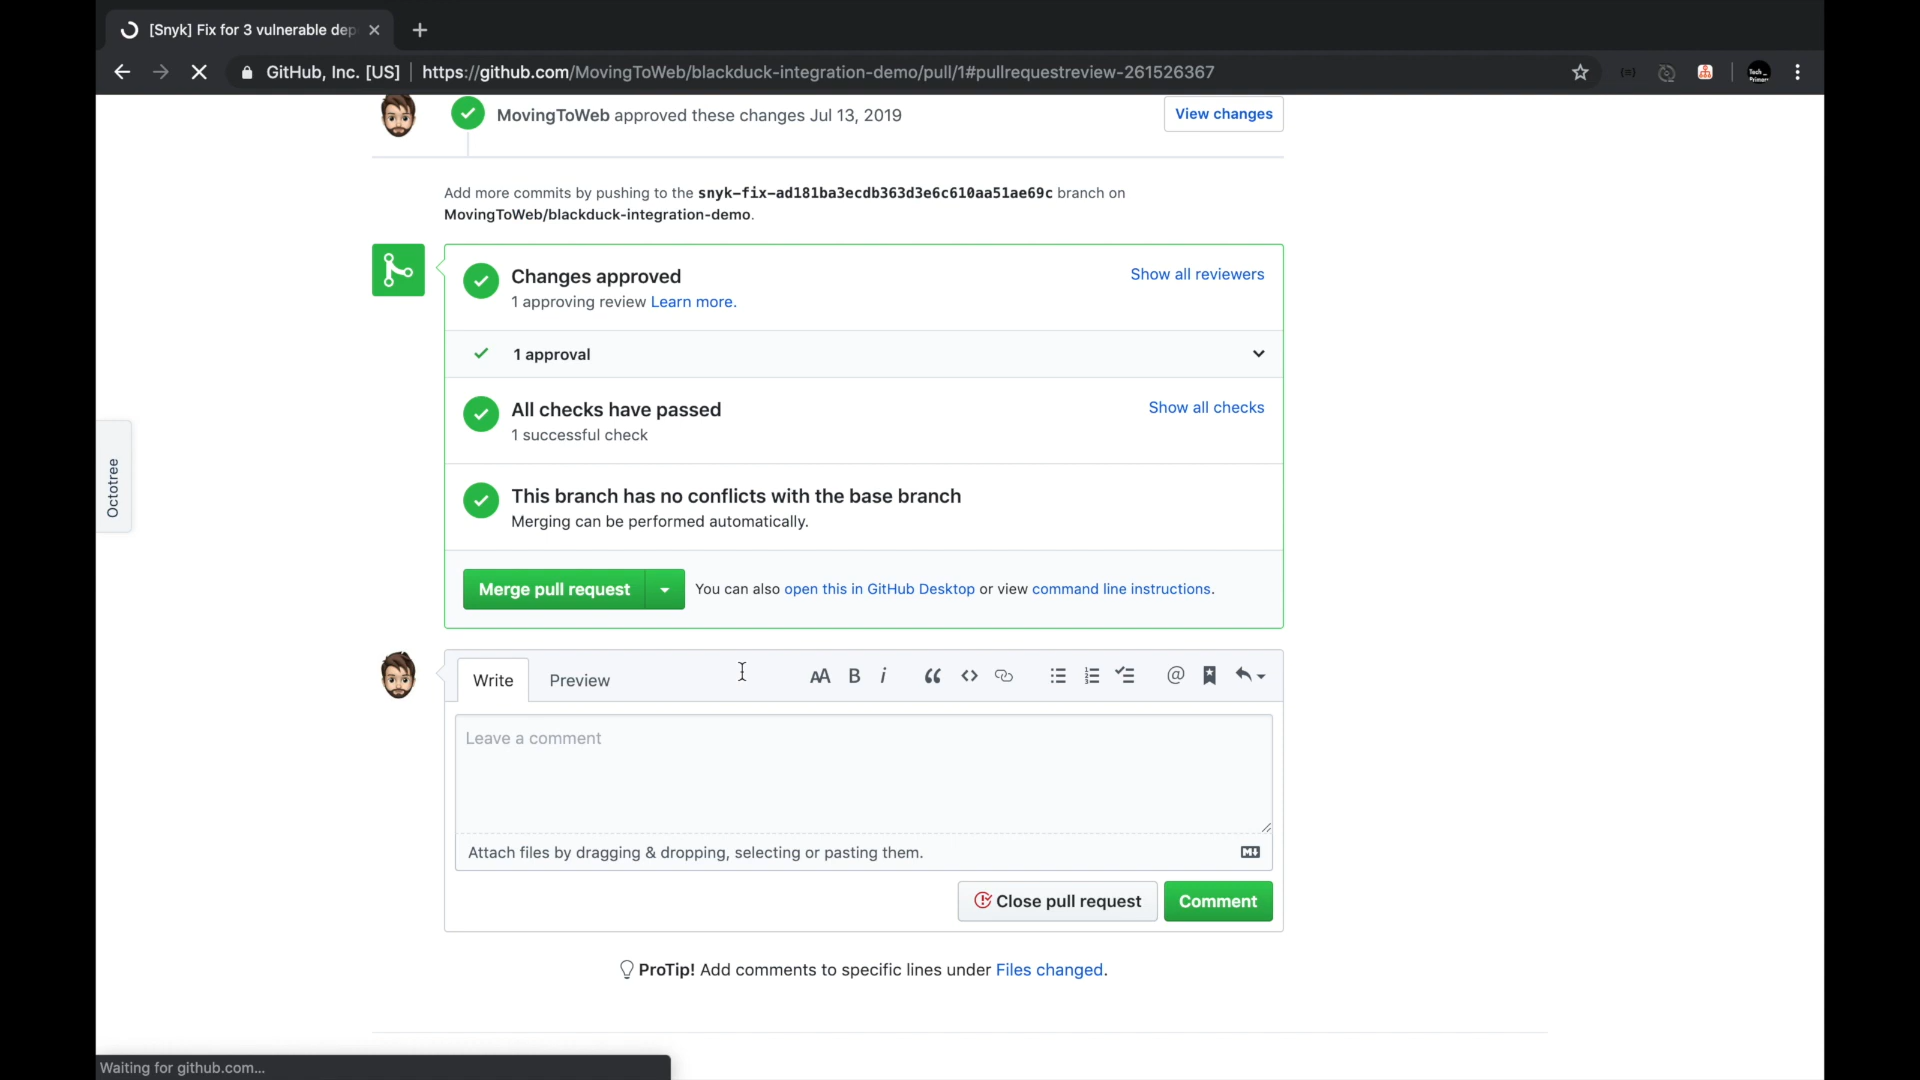 [Snyk] Fix for 3 vulnerable dep
GitHub, Inc. [US] | https://github.com/MovingToWeb/blackduck-integration-demo/pull/1#pullrequestreview-261526367
Tech_
Primers
MovingToWeb approved these changes Jul 13, 2019
View changes
Add more commits by pushing to the snyk-fix-ad181ba3ecdb363d3e6c610aa51ae69c branch on
MovingToWeb/blackduck-integration-demo.
Changes approved
Show all reviewers
1 approving review Learn more.
1 approval
All checks have passed
Show all checks
1 successful check
Octotree
This branch has no conflicts with the base branch
Merging can be performed automatically.
Merge pull request
You can also open this in GitHub Desktop or view command line instructions.
Write
Preview
AA B i
Leave a comment
Attach files by dragging & dropping, selecting or pasting them.
Close pull request
Comment
ProTip! Add comments to specific lines under Files changed.
Waiting for github.com...